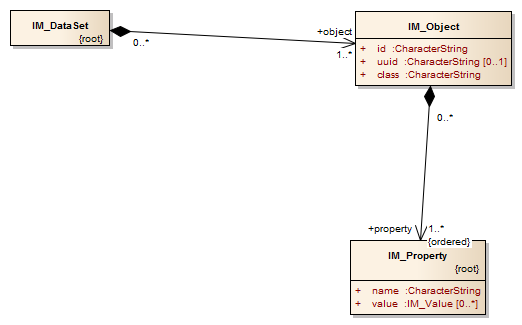 IM_DataSet
{root}
0..*
+object
1..*
IM_Object
+ id :CharacterString
+ uuid :CharacterString [0..1]
+ class :CharacterString
0..*
+property
1..*
{ordered}
IM_Property
{root}
+ name :CharacterString
+ value :IM_Value [0..*]